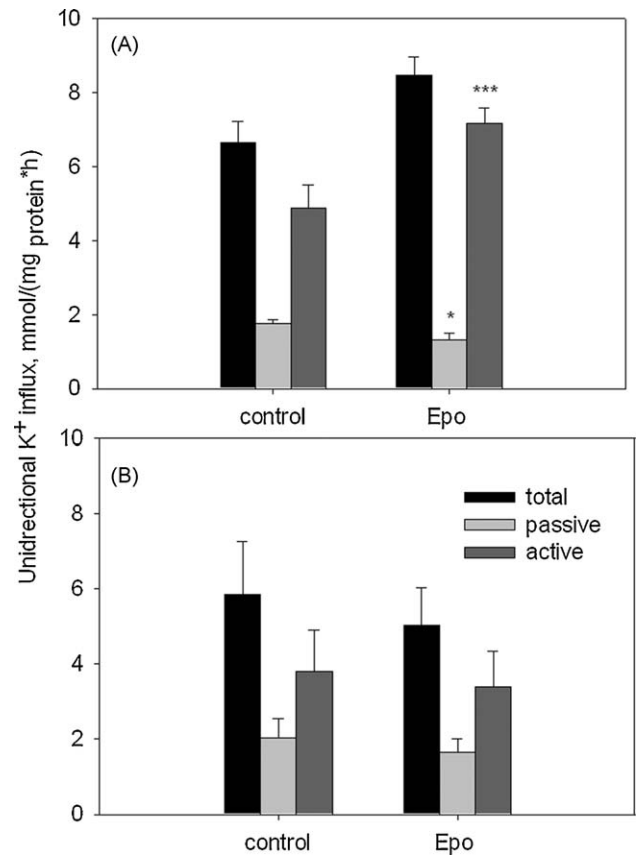 Unidrectional K+ influx, mmol/(mg protein*h)
10
(A)
8
***
6
4
2
*
0
control Epo
10
(B)
8
total
passive
6
active
4
2
0
control Epo